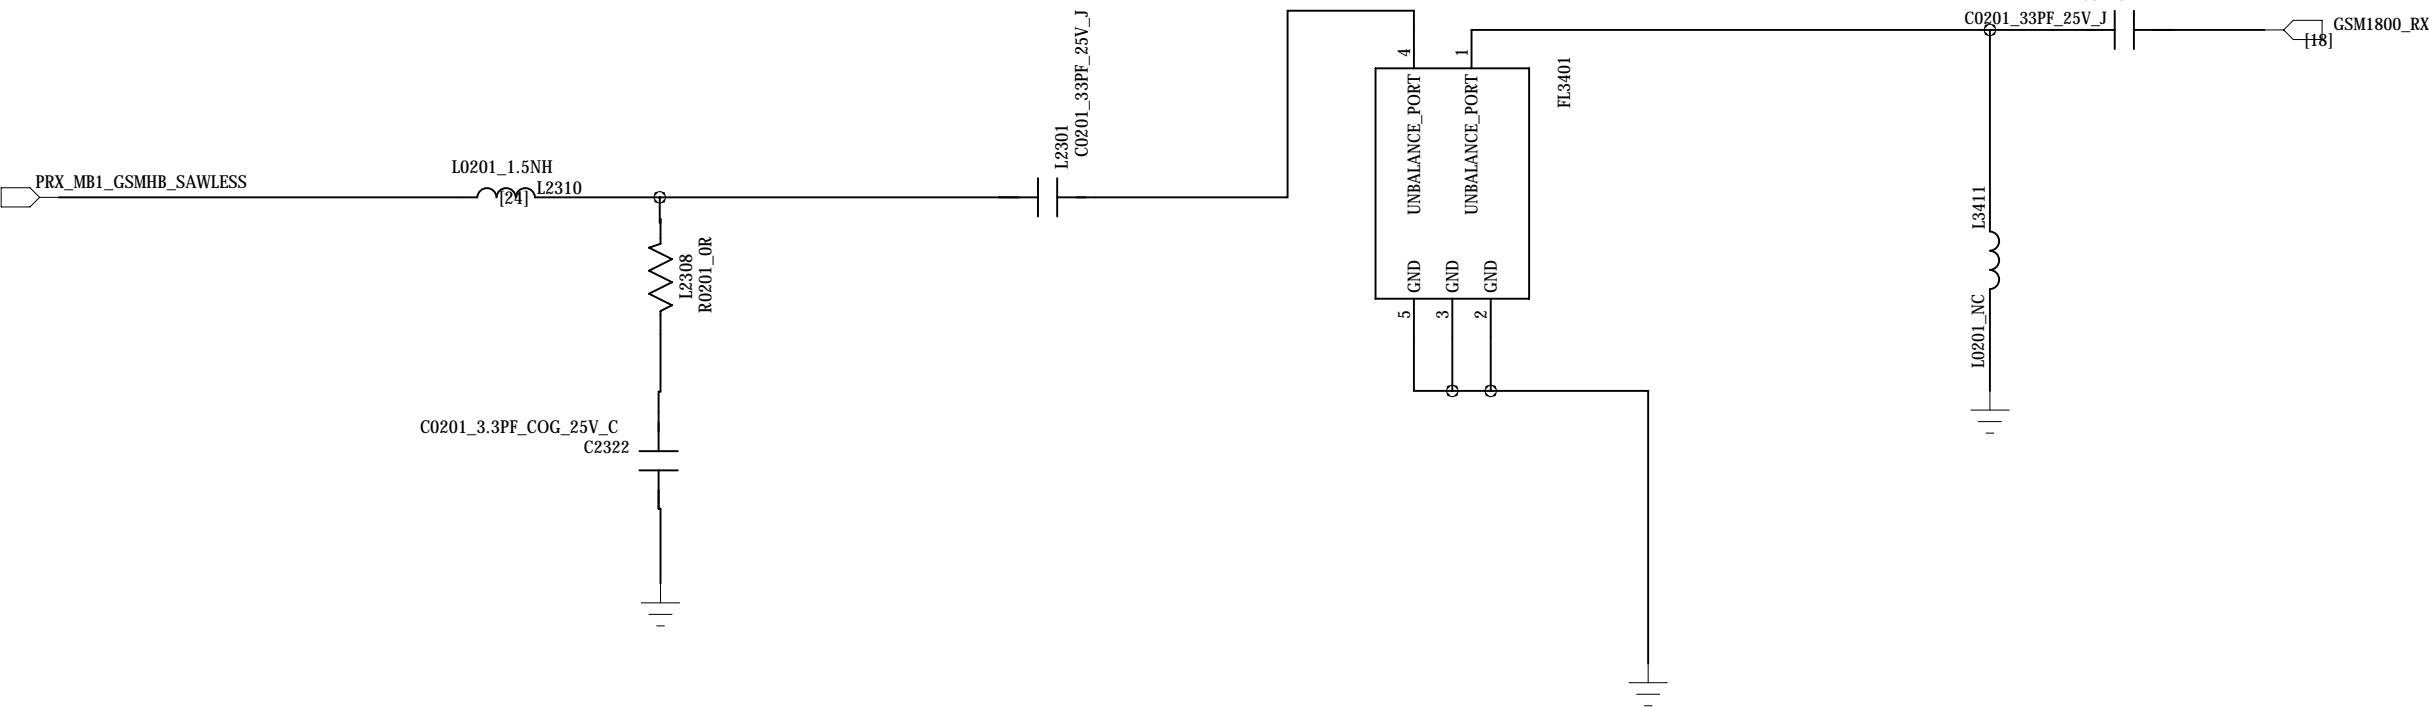 C0201_33PF_25V_J
GSM1800_RX
[18]
PRX_MB1_GSMHB_SAWLESS
L0201_1.5NH
[24]
L2310
L2301
C0201_33PF_25V_J
L2308
R0201_0R
C0201_3.3PF_COG_25V_C
C2322
4
1
UNBALANCE_PORT
UNBALANCE_PORT
FL3401
GND
GND
GND
5
3
2
L3411
L0201_NC